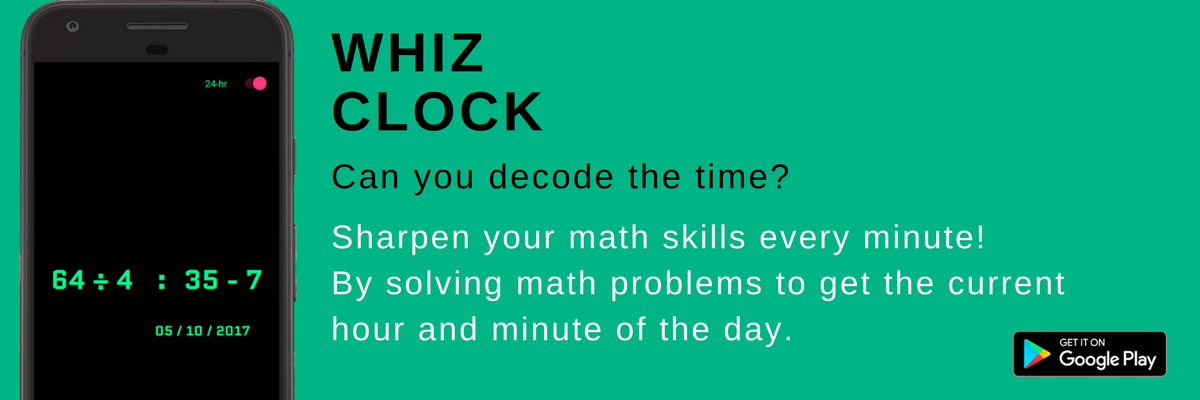 24-hr
64 ÷ 4 : 35 - 7
05 / 10 / 2017
WHIZ
CLOCK
Can you decode the time?
Sharpen your math skills every minute!
By solving math problems to get the current
hour and minute of the day.
GET IT ON
Google Play